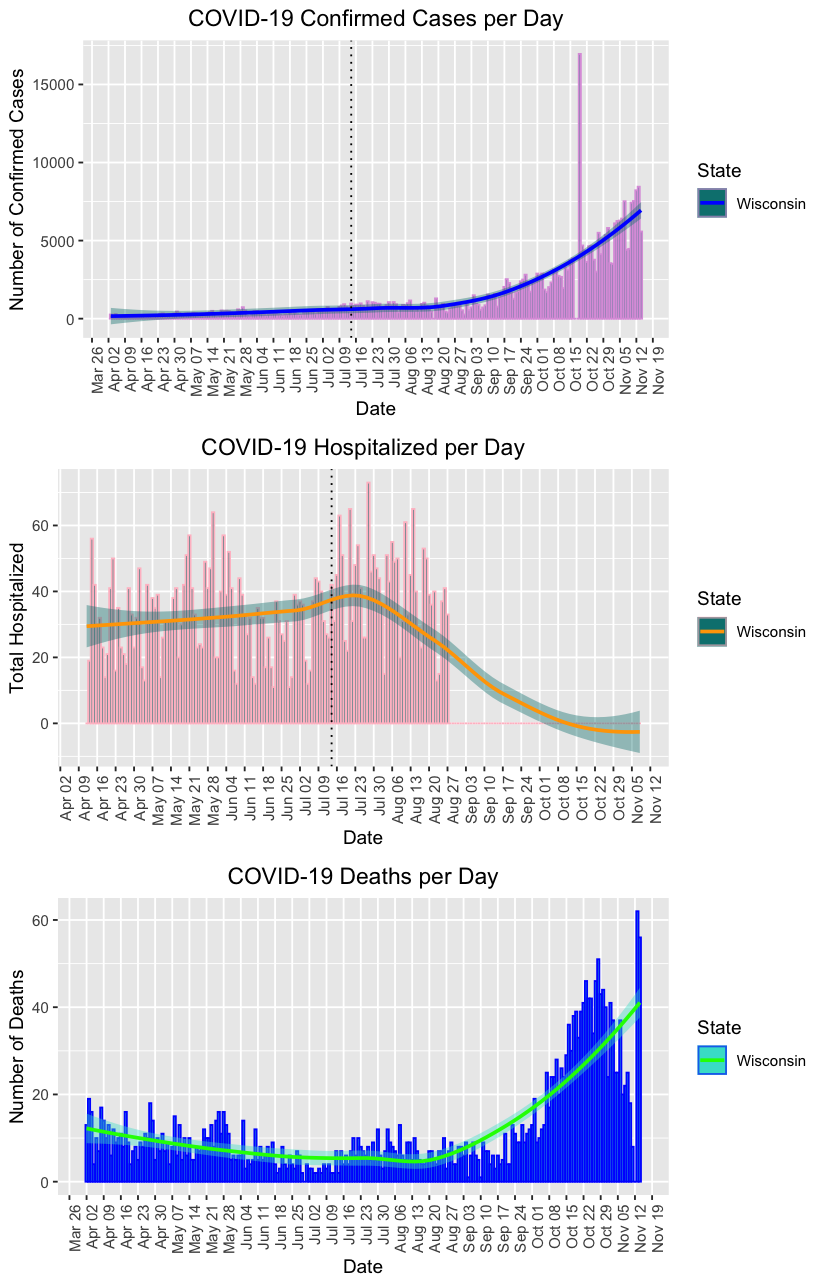 COVID-19 Confirmed Cases per Day
Number of Confirmed Cases
15000
10000
5000
0
Mar 26 Apr 02 Apr 09 Apr 16 Apr 23 Apr 30 May 07 May 14 May 21 May 28 Jun 04 Jun 11 Jun 18 Jun 25 Jul 02 Jul 09 Jul 16 Jul 23 Jul 30 Aug 06 Aug 13 Aug 20 Aug 27 Sep 03 Sep 10 Sep 17 Sep 24 Oct 01 Oct 08 Oct 15 Oct 22 Oct 29 Nov 05 Nov 12 Nov 19
Date
State
Wisconsin
COVID-19 Hospitalized per Day
Total Hospitalized
60
40
20
0
Apr 02 Apr 09 Apr 16 Apr 23 Apr 30 May 07 May 14 May 21 May 28 Jun 04 Jun 11 Jun 18 Jun 25 Jul 02 Jul 09 Jul 16 Jul 23 Jul 30 Aug 06 Aug 13 Aug 20 Aug 27 Sep 03 Sep 10 Sep 17 Sep 24 Oct 01 Oct 08 Oct 15 Oct 22 Oct 29 Nov 05 Nov 12
Date
State
Wisconsin
COVID-19 Deaths per Day
Number of Deaths
60
40
20
0
Mar 26 Apr 02 Apr 09 Apr 16 Apr 23 Apr 30 May 07 May 14 May 21 May 28 Jun 04 Jun 11 Jun 18 Jun 25 Jul 02 Jul 09 Jul 16 Jul 23 Jul 30 Aug 06 Aug 13 Aug 20 Aug 27 Sep 03 Sep 10 Sep 17 Sep 24 Oct 01 Oct 08 Oct 15 Oct 22 Oct 29 Nov 05 Nov 12 Nov 19
Date
State
Wisconsin